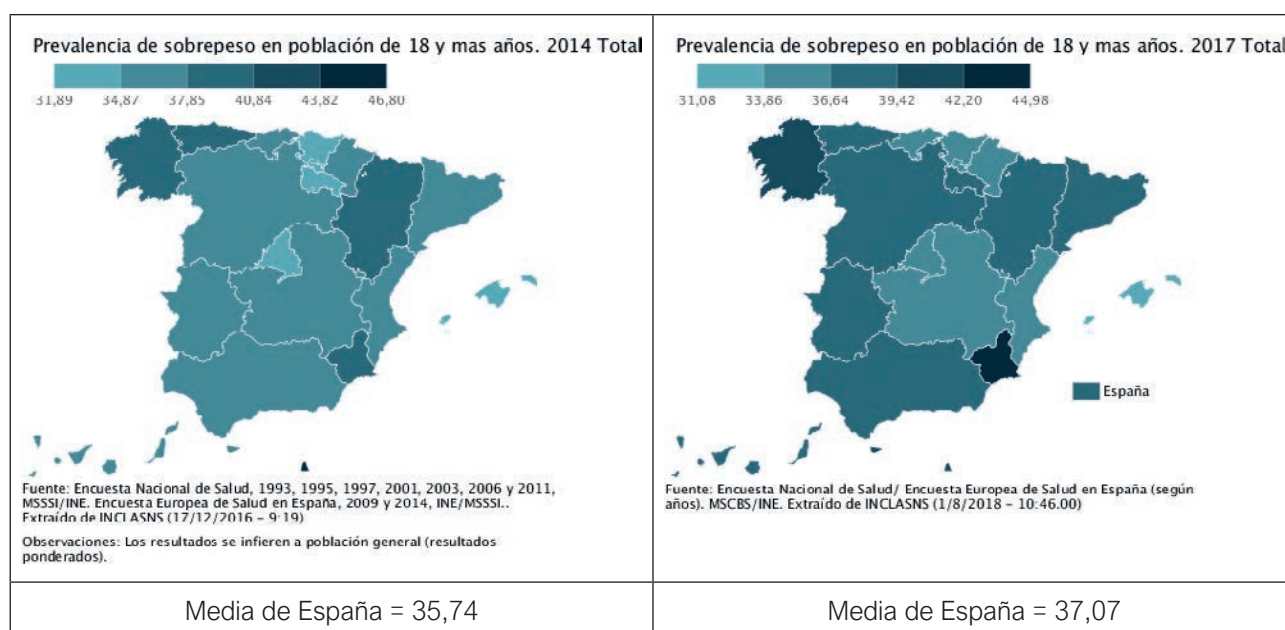 Prevalencia de sobrepeso en población de 18 y mas años. 2014 Total
31,89 34,87 37,85 40,84 43,82 46,80
Fuente: Encuesta Nacional de Salud, 1993, 1995, 1997, 2001, 2003, 2006 y 2011,
MSSSI/INE. Encuesta Europea de Salud en España, 2009 y 2014, INE/MSSSI..
Extraído de INCLASNS (17/12/2016 – 9:19)
Observaciones: Los resultados se infieren a población general (resultados
ponderados).
Media de España = 35,74
Prevalencia de sobrepeso en población de 18 y mas años. 2017 Total
31,08 33,86 36,64 39,42 42,20 44,98
España
Fuente: Encuesta Nacional de Salud/ Encuesta Europea de Salud en España (según
años). MSCBS/INE. Extraído de INCLASNS (1/8/2018 – 10:46.00)
Media de España = 37,07